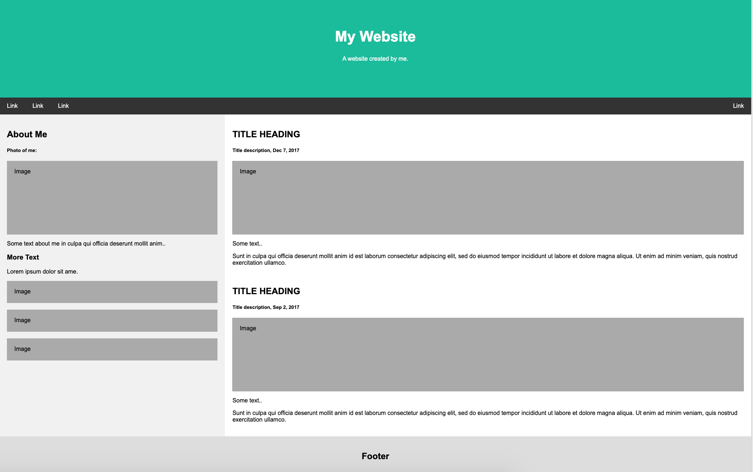 My Website
A website created by me.
Link Link Link Link
About Me
Photo of me:
Image
Some text about me in culpa qui officia deserunt mollit anim..
More Text
Lorem ipsum dolor sit ame.
Image
Image
Image
TITLE HEADING
Title description, Dec 7, 2017
Image
Some text..
Sunt in culpa qui officia deserunt mollit anim id est laborum consectetur adipiscing elit, sed do eiusmod tempor incididunt ut labore et dolore magna aliqua. Ut enim ad minim veniam, quis nostrud
exercitation ullamco.
TITLE HEADING
Title description, Sep 2, 2017
Image
Some text..
Sunt in culpa qui officia deserunt mollit anim id est laborum consectetur adipiscing elit, sed do eiusmod tempor incididunt ut labore et dolore magna aliqua. Ut enim ad minim veniam, quis nostrud
exercitation ullamco.
Footer